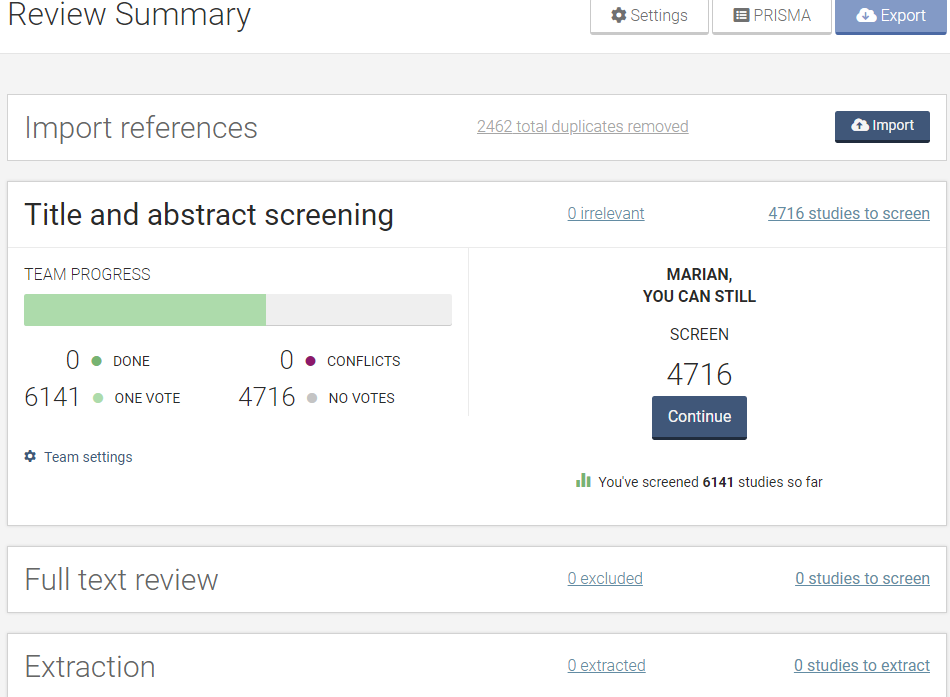 Review Summary
Settings
PRISMA
Export
Import references
2462 total duplicates removed
Import
Title and abstract screening
0 irrelevant
4716 studies to screen
TEAM PROGRESS
0 DONE
0 CONFLICTS
6141 ONE VOTE
4716 NO VOTES
Team settings
MARIAN,
YOU CAN STILL
SCREEN
4716
Continue
You've screened 6141 studies so far
Full text review
0 excluded
0 studies to screen
Extraction
0 extracted
0 studies to extract